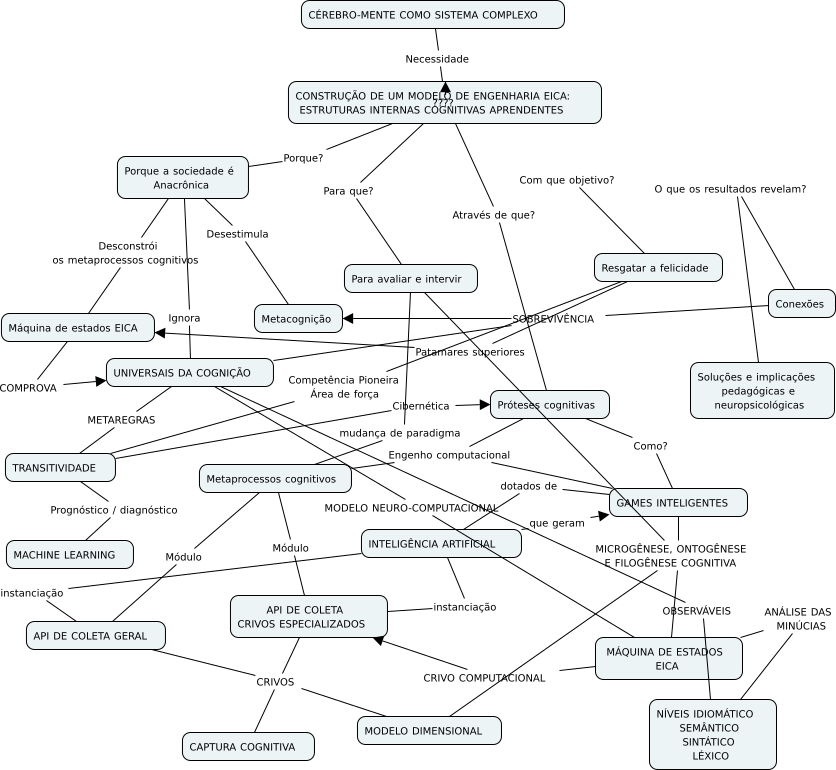 CÉREBRO-MENTE COMO SISTEMA COMPLEXO
Necessidade
CONSTRUÇÃO DE UM MODELO DE ENGENHARIA EICA:
????
ESTRUTURAS INTERNAS COGNITIVAS APRENDENTES
Porque?
Porque a sociedade é
Anacrônica
Para que?
Com que objetivo?
O que os resultados revelam?
Através de que?
Desestimula
Desconstrói
os metaprocessos cognitivos
Para avaliar e intervir
Resgatar a felicidade
Conexões
Ignora
Metacognição
SOBREVIVÊNCIA
Máquina de estados EICA
Patamares superiores
UNIVERSAIS DA COGNIÇÃO
COMPROVA
Competência Pioneira
Área de força
Soluções e implicações
pedagógicas e
neuropsicológicas
Cibernética
Próteses cognitivas
METAREGRAS
mudança de paradigma
Como?
Engenho computacional
TRANSITIVIDADE
Metaprocessos cognitivos
dotados de
GAMES INTELIGENTES
Prognóstico / diagnóstico
MODELO NEURO-COMPUTACIONAL
que geram
INTELIGÊNCIA ARTIFICIAL
MACHINE LEARNING
Módulo
Módulo
MICROGÊNESE, ONTOGÊNESE
E FILOGÊNESE COGNITIVA
instanciação
instanciação
API DE COLETA
CRIVOS ESPECIALIZADOS
OBSERVÁVEIS
ANÁLISE DAS
MINÚCIAS
API DE COLETA GERAL
MÁQUINA DE ESTADOS
EICA
CRIVOS
CRIVO COMPUTACIONAL
NÍVEIS IDIOMÁTICO
SEMÂNTICO
SINTÁTICO
LÉXICO
MODELO DIMENSIONAL
CAPTURA COGNITIVA